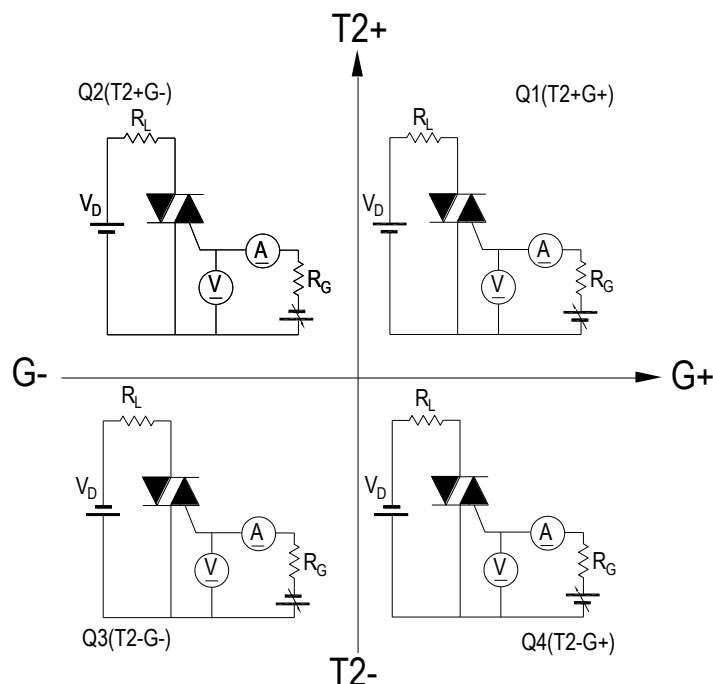 T2+
Q2(T2+G-)
RL
VD
A
V
RG
Q1(T2+G+)
RL
VD
A
V
RG
G-
G+
RL
VD
A
V
RG
Q3(T2-G-)
RL
VD
A
V
RG
Q4(T2-G+)
T2-